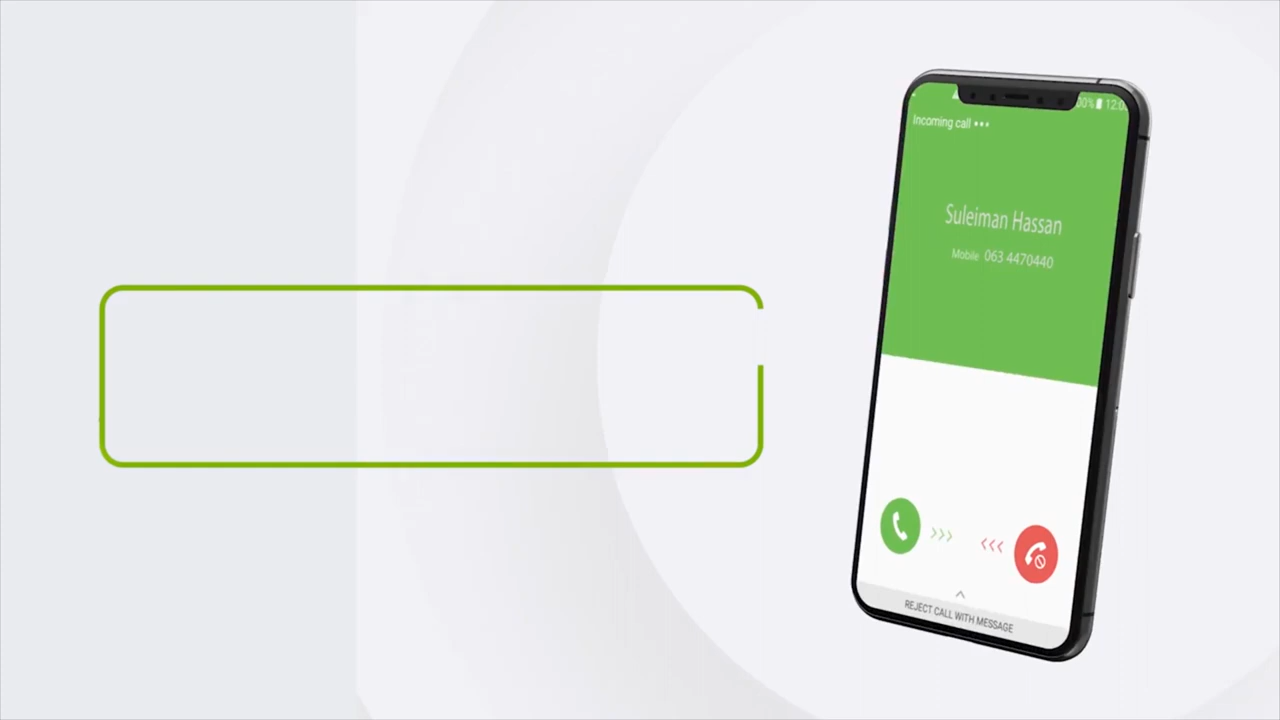 Incoming call •••
Suleiman Hassan
Mobile 063 4470440
REJECT CALL WITH MESSAGE